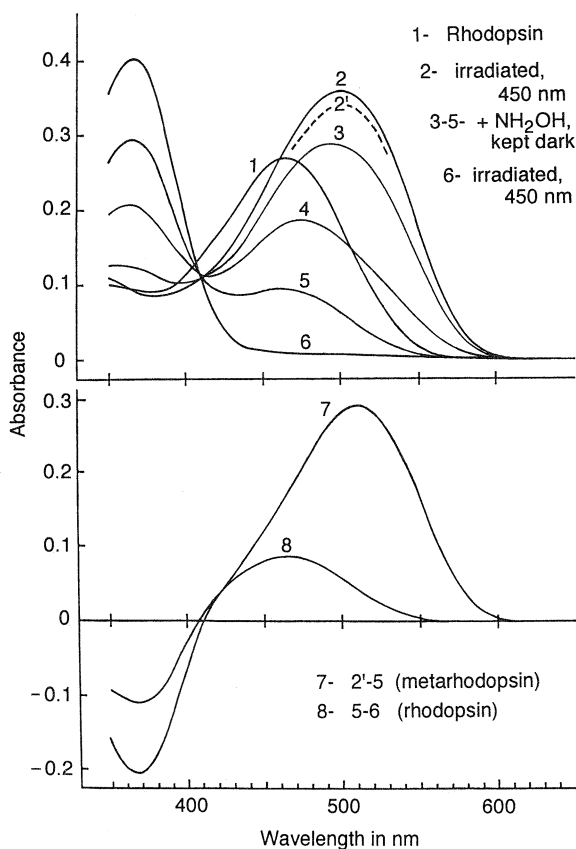 1- Rhodopsin
2- irradiated,
450 nm
3-5- + NH₂OH,
kept dark
6- irradiated,
450 nm
0.4
0.3
0.2
0.1
0
1
2
2'
3
4
5
6
Absorbance
0.3
0.2
0.1
0
−0.1
−0.2
7
8
7- 2'-5 (metarhodopsin)
8- 5-6 (rhodopsin)
400
500
600
Wavelength in nm